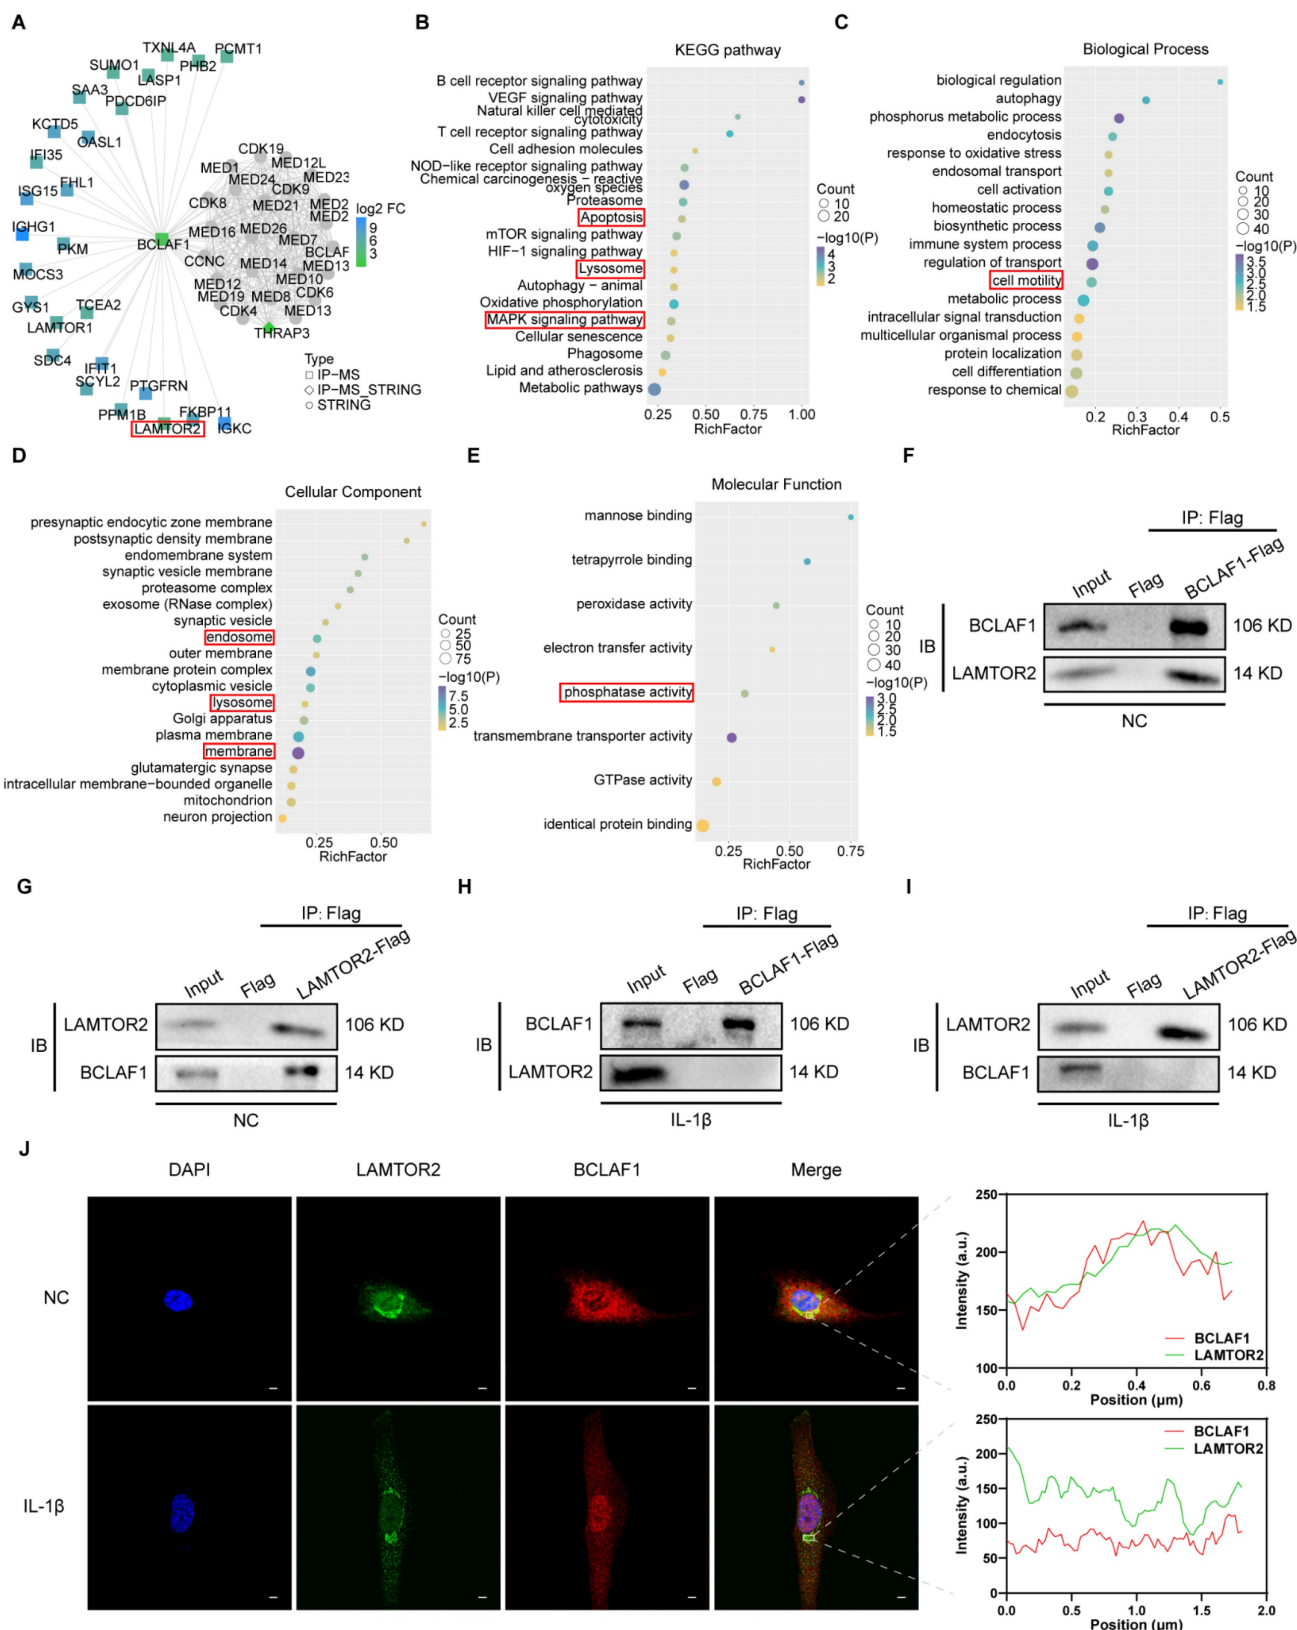 A
TXNL4A
PCMT1
SUMO1
PHB2
LASP1
SAA3
PDCD6IP
KCTD5
OASL1
IFI35
FHL1
ISG15
IGHG1
PKM
BCLAF1
MOCS3
GYS1
TCEA2
LAMTOR1
SDC4
IFIT1
SCYL2
PTGFRN
PPM1B
FKBP11
LAMTOR2
IGKC
CDK19
MED1
MED12L
MED24
MED23
CDK9
CDK8
MED21
MED2
MED2
MED16
MED26
MED7
CCNC
BCLAF
MED14
MED13
MED12
MED10
MED19
MED8
CDK6
CDK4
MED13
THRAP3
log2 FC
9
6
3
Type
IP−MS
IP−MS_STRING
STRING
B
KEGG pathway
B cell receptor signaling pathway
VEGF signaling pathway
Natural killer cell mediated
cytotoxicity
T cell receptor signaling pathway
Cell adhesion molecules
NOD−like receptor signaling pathway
Chemical carcinogenesis − reactive
oxygen species
Proteasome
Apoptosis
mTOR signaling pathway
HIF−1 signaling pathway
Lysosome
Autophagy − animal
Oxidative phosphorylation
MAPK signaling pathway
Cellular senescence
Phagosome
Lipid and atherosclerosis
Metabolic pathways
0.25 0.50 0.75 1.00
RichFactor
Count
10
20
−log10(P)
4
3
2
C
Biological Process
biological regulation
autophagy
phosphorus metabolic process
endocytosis
response to oxidative stress
endosomal transport
cell activation
homeostatic process
biosynthetic process
immune system process
regulation of transport
cell motility
metabolic process
intracellular signal transduction
multicellular organismal process
protein localization
cell differentiation
response to chemical
0.2 0.3 0.4 0.5
RichFactor
Count
10
20
30
40
−log10(P)
3.5
3.0
2.5
2.0
1.5
D
Cellular Component
presynaptic endocytic zone membrane
postsynaptic density membrane
endomembrane system
synaptic vesicle membrane
proteasome complex
exosome (RNase complex)
synaptic vesicle
endosome
outer membrane
membrane protein complex
cytoplasmic vesicle
lysosome
Golgi apparatus
plasma membrane
membrane
glutamatergic synapse
intracellular membrane−bounded organelle
mitochondrion
neuron projection
0.25 0.50
RichFactor
Count
25
50
75
−log10(P)
7.5
5.0
2.5
E
Molecular Function
mannose binding
tetrapyrrole binding
peroxidase activity
electron transfer activity
phosphatase activity
transmembrane transporter activity
GTPase activity
identical protein binding
0.25 0.50 0.75
RichFactor
Count
10
20
30
40
−log10(P)
3.0
2.5
2.0
1.5
F
IP: Flag
Input Flag BCLAF1-Flag
IB
BCLAF1 106 KD
LAMTOR2 14 KD
NC
G
IP: Flag
Input Flag LAMTOR2-Flag
IB
LAMTOR2 106 KD
BCLAF1 14 KD
NC
H
IP: Flag
Input Flag BCLAF1-Flag
IB
BCLAF1 106 KD
LAMTOR2 14 KD
IL-1β
I
IP: Flag
Input Flag LAMTOR2-Flag
IB
LAMTOR2 106 KD
BCLAF1 14 KD
IL-1β
J
DAPI LAMTOR2 BCLAF1 Merge
NC
IL-1β
250
200
150
100
Intensity (a.u.)
BCLAF1
LAMTOR2
0.0 0.2 0.4 0.6 0.8
Position (μm)
250
200
150
100
50
0
Intensity (a.u.)
BCLAF1
LAMTOR2
0.0 0.5 1.0 1.5 2.0
Position (μm)